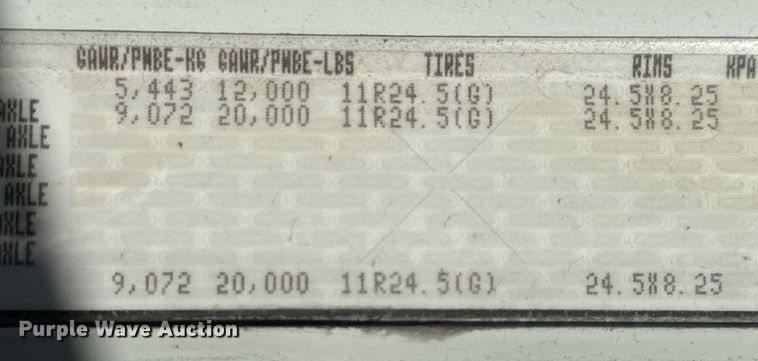 GAWR/PNBE-KG GAWR/PNBE-LBS TIRES RIMS KPA
5,443 12,000 11R24.5(G) 24.5X8.25
AXLE 9,072 20,000 11R24.5(G) 24.5X8.25
AXLE
AXLE
AXLE
AXLE
AXLE
9,072 20,000 11R24.5(G) 24.5X8.25
Purple Wave Auction